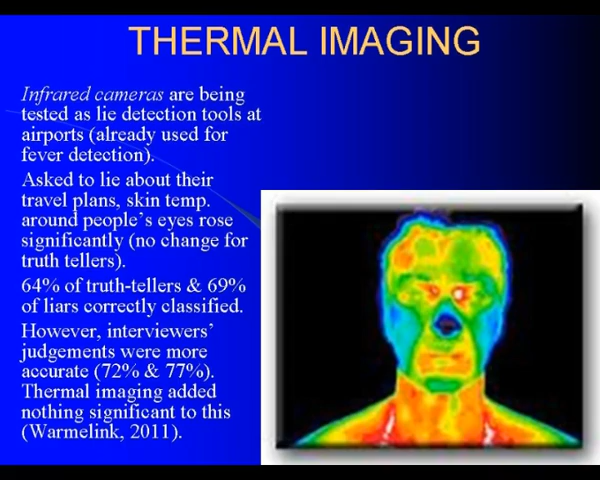 THERMAL IMAGING
Infrared cameras are being
tested as lie detection tools at
airports (already used for
fever detection).
Asked to lie about their
travel plans, skin temp.
around people's eyes rose
significantly (no change for
truth tellers).
64% of truth-tellers & 69%
of liars correctly classified.
However, interviewers'
judgements were more
accurate (72% & 77%).
Thermal imaging added
nothing significant to this
(Warmelink, 2011).